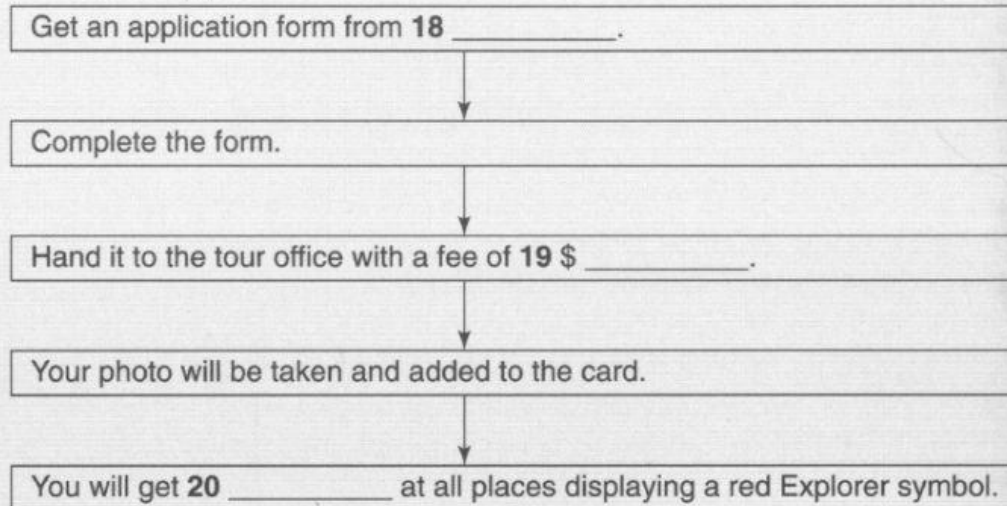 Get an application form from 18 __________.
Complete the form.
Hand it to the tour office with a fee of 19 $ __________.
Your photo will be taken and added to the card.
You will get 20 __________ at all places displaying a red Explorer symbol.